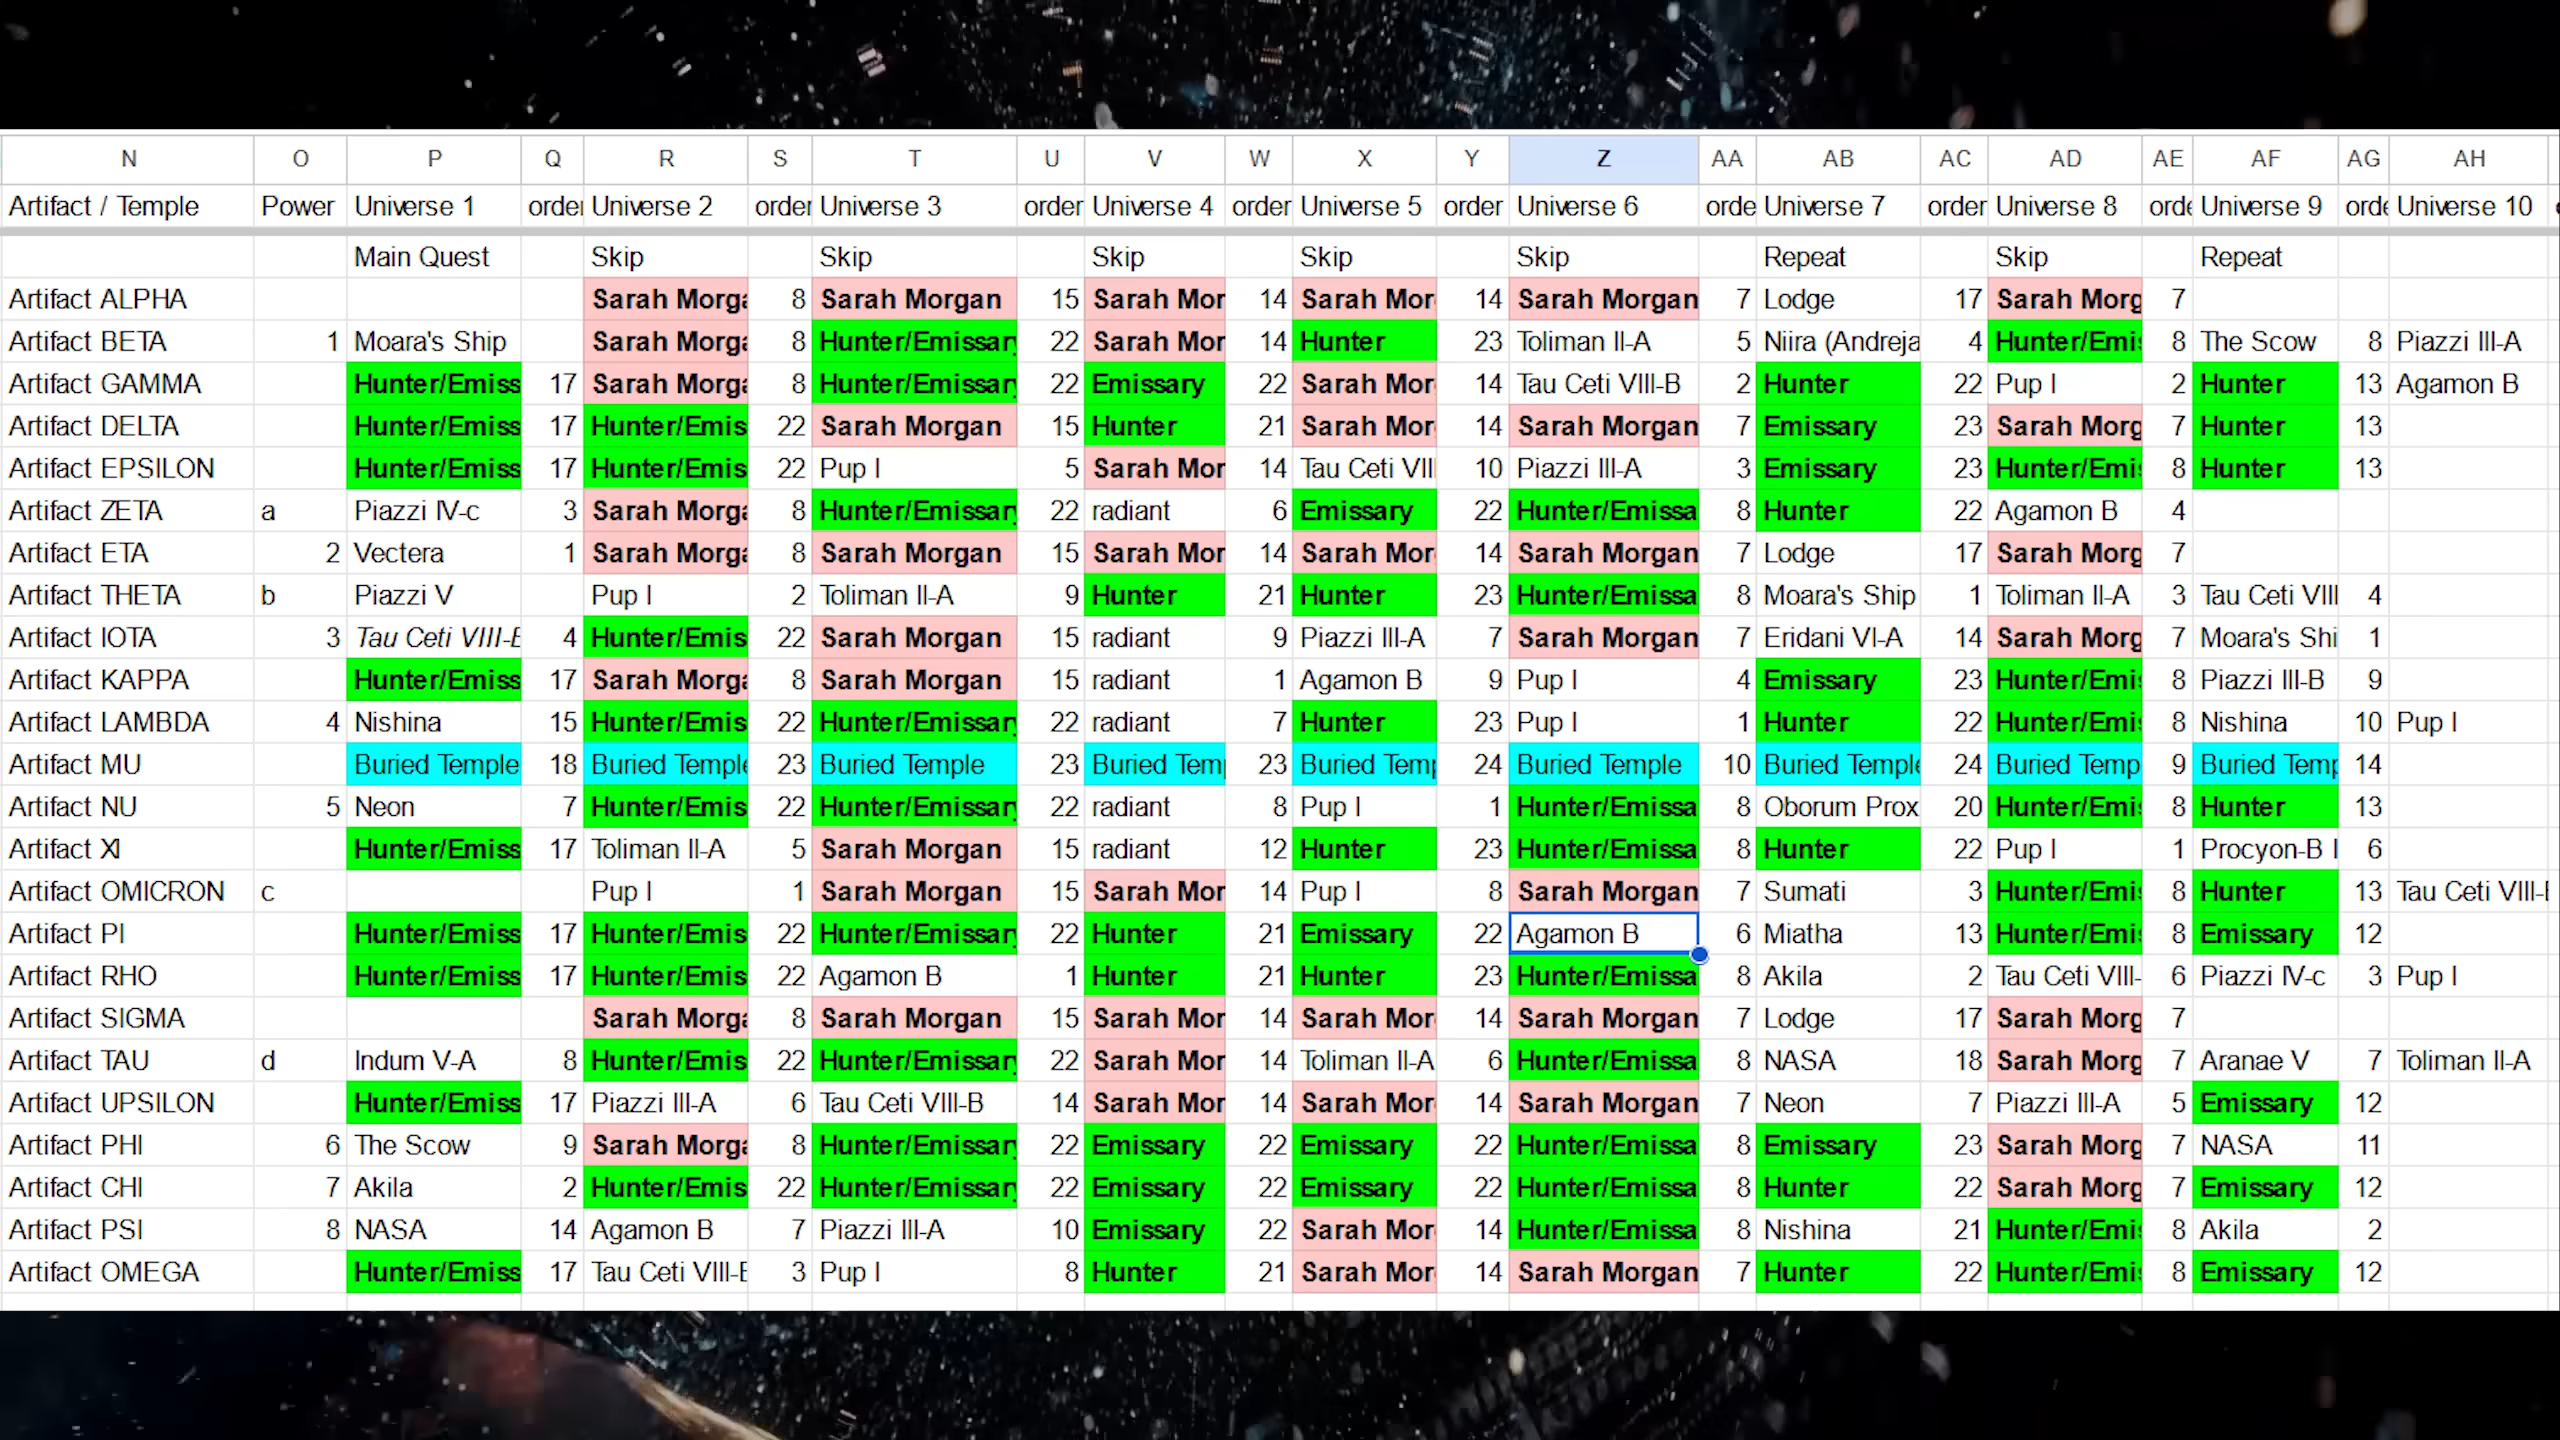 N O P Q R S T U V W X Y Z AA AB AC AD AE AF AG AH
Artifact / Temple Power Universe 1 order Universe 2 order Universe 3 order Universe 4 order Universe 5 order Universe 6 orde Universe 7 order Universe 8 orde Universe 9 orde Universe 10
Main Quest Skip Skip Skip Skip Skip Repeat Skip Repeat
Artifact ALPHA Sarah Morga 8 Sarah Morgan 15 Sarah Mor 14 Sarah Mor 14 Sarah Morgan 7 Lodge 17 Sarah Morg 7
Artifact BETA 1 Moara's Ship Sarah Morga 8 Hunter/Emissary 22 Sarah Mor 14 Hunter 23 Toliman II-A 5 Niira (Andreja 4 Hunter/Emis 8 The Scow 8 Piazzi III-A
Artifact GAMMA Hunter/Emiss 17 Sarah Morga 8 Hunter/Emissary 22 Emissary 22 Sarah Mor 14 Tau Ceti VIII-B 2 Hunter 22 Pup I 2 Hunter 13 Agamon B
Artifact DELTA Hunter/Emiss 17 Hunter/Emis 22 Sarah Morgan 15 Hunter 21 Sarah Mor 14 Sarah Morgan 7 Emissary 23 Sarah Morg 7 Hunter 13
Artifact EPSILON Hunter/Emiss 17 Hunter/Emis 22 Pup I 5 Sarah Mor 14 Tau Ceti VIII 10 Piazzi III-A 3 Emissary 23 Hunter/Emis 8 Hunter 13
Artifact ZETA a Piazzi IV-c 3 Sarah Morga 8 Hunter/Emissary 22 radiant 6 Emissary 22 Hunter/Emissa 8 Hunter 22 Agamon B 4
Artifact ETA 2 Vectera 1 Sarah Morga 8 Sarah Morgan 15 Sarah Mor 14 Sarah Mor 14 Sarah Morgan 7 Lodge 17 Sarah Morg 7
Artifact THETA b Piazzi V Pup I 2 Toliman II-A 9 Hunter 21 Hunter 23 Hunter/Emissa 8 Moara's Ship 1 Toliman II-A 3 Tau Ceti VIII 4
Artifact IOTA 3 Tau Ceti VIII-B 4 Hunter/Emis 22 Sarah Morgan 15 radiant 9 Piazzi III-A 7 Sarah Morgan 7 Eridani VI-A 14 Sarah Morg 7 Moara's Shi 1
Artifact KAPPA Hunter/Emiss 17 Sarah Morga 8 Sarah Morgan 15 radiant 1 Agamon B 9 Pup I 4 Emissary 23 Hunter/Emis 8 Piazzi III-B 9
Artifact LAMBDA 4 Nishina 15 Hunter/Emis 22 Hunter/Emissary 22 radiant 7 Hunter 23 Pup I 1 Hunter 22 Hunter/Emis 8 Nishina 10 Pup I
Artifact MU Buried Temple 18 Buried Temple 23 Buried Temple 23 Buried Temp 23 Buried Temp 24 Buried Temple 10 Buried Temple 24 Buried Temp 9 Buried Temp 14
Artifact NU 5 Neon 7 Hunter/Emis 22 Hunter/Emissary 22 radiant 8 Pup I 1 Hunter/Emissa 8 Oborum Prox 20 Hunter/Emis 8 Hunter 13
Artifact XI Hunter/Emiss 17 Toliman II-A 5 Sarah Morgan 15 radiant 12 Hunter 23 Hunter/Emissa 8 Hunter 22 Pup I 1 Procyon-B I 6
Artifact OMICRON c Pup I 1 Sarah Morgan 15 Sarah Mor 14 Pup I 8 Sarah Morgan 7 Sumati 3 Hunter/Emis 8 Hunter 13 Tau Ceti VIII-B
Artifact PI Hunter/Emiss 17 Hunter/Emis 22 Hunter/Emissary 22 Hunter 21 Emissary 22 Agamon B 6 Miatha 13 Hunter/Emis 8 Emissary 12
Artifact RHO Hunter/Emiss 17 Hunter/Emis 22 Agamon B 1 Hunter 21 Hunter 23 Hunter/Emissa 8 Akila 2 Tau Ceti VIII- 6 Piazzi IV-c 3 Pup I
Artifact SIGMA Sarah Morga 8 Sarah Morgan 15 Sarah Mor 14 Sarah Mor 14 Sarah Morgan 7 Lodge 17 Sarah Morg 7
Artifact TAU d Indum V-A 8 Hunter/Emis 22 Hunter/Emissary 22 Sarah Mor 14 Toliman II-A 6 Hunter/Emissa 8 NASA 18 Sarah Morg 7 Aranae V 7 Toliman II-A
Artifact UPSILON Hunter/Emiss 17 Piazzi III-A 6 Tau Ceti VIII-B 14 Sarah Mor 14 Sarah Mor 14 Sarah Morgan 7 Neon 7 Piazzi III-A 5 Emissary 12
Artifact PHI 6 The Scow 9 Sarah Morga 8 Hunter/Emissary 22 Emissary 22 Emissary 22 Hunter/Emissa 8 Emissary 23 Sarah Morg 7 NASA 11
Artifact CHI 7 Akila 2 Hunter/Emis 22 Hunter/Emissary 22 Emissary 22 Emissary 22 Hunter/Emissa 8 Hunter 22 Sarah Morg 7 Emissary 12
Artifact PSI 8 NASA 14 Agamon B 7 Piazzi III-A 10 Emissary 22 Sarah Mor 14 Hunter/Emissa 8 Nishina 21 Hunter/Emis 8 Akila 2
Artifact OMEGA Hunter/Emiss 17 Tau Ceti VIII-B 3 Pup I 8 Hunter 21 Sarah Mor 14 Sarah Morgan 7 Hunter 22 Hunter/Emis 8 Emissary 12